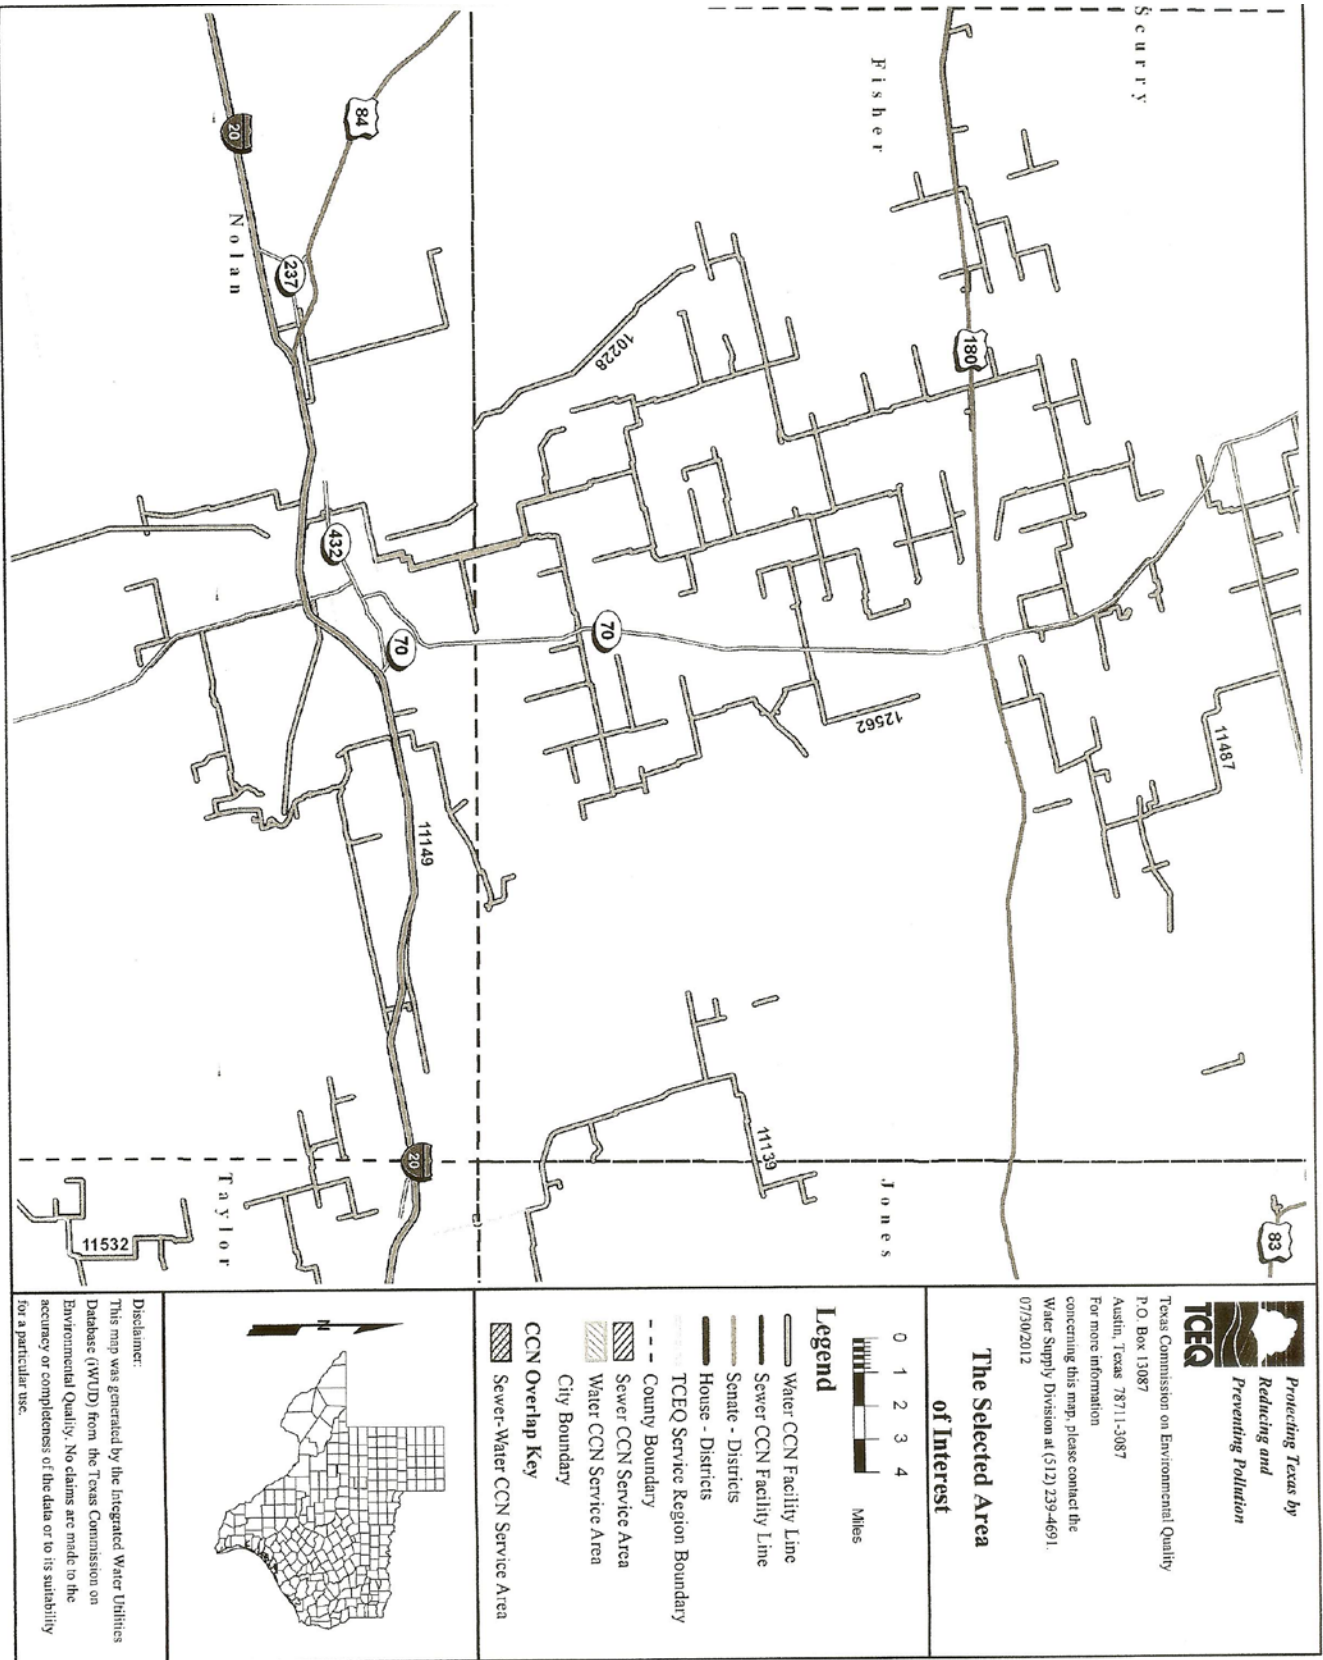 Scurry
Fisher
Nolan
Jones
Taylor
84
20
237
180
10228
432
70
70
12562
11487
11149
11139
20
83
11532
TCEQ
Protecting Texas by
Reducing and
Preventing Pollution
Texas Commission on Environmental Quality
P.O. Box 13087
Austin, Texas 78711-3087
For more information
concerning this map, please contact the
Water Supply Division at (512) 239-4691.
07/30/2012
The Selected Area
of Interest
0 1 2 3 4
Miles
Legend
Water CCN Facility Line
Sewer CCN Facility Line
Senate - Districts
House - Districts
TCEQ Service Region Boundary
County Boundary
Sewer CCN Service Area
Water CCN Service Area
City Boundary
CCN Overlap Key
Sewer-Water CCN Service Area
N
Disclaimer:
This map was generated by the Integrated Water Utilities
Database (iWUD) from the Texas Commission on
Environmental Quality. No claims are made to the
accuracy or completeness of the data or to its suitability
for a particular use.